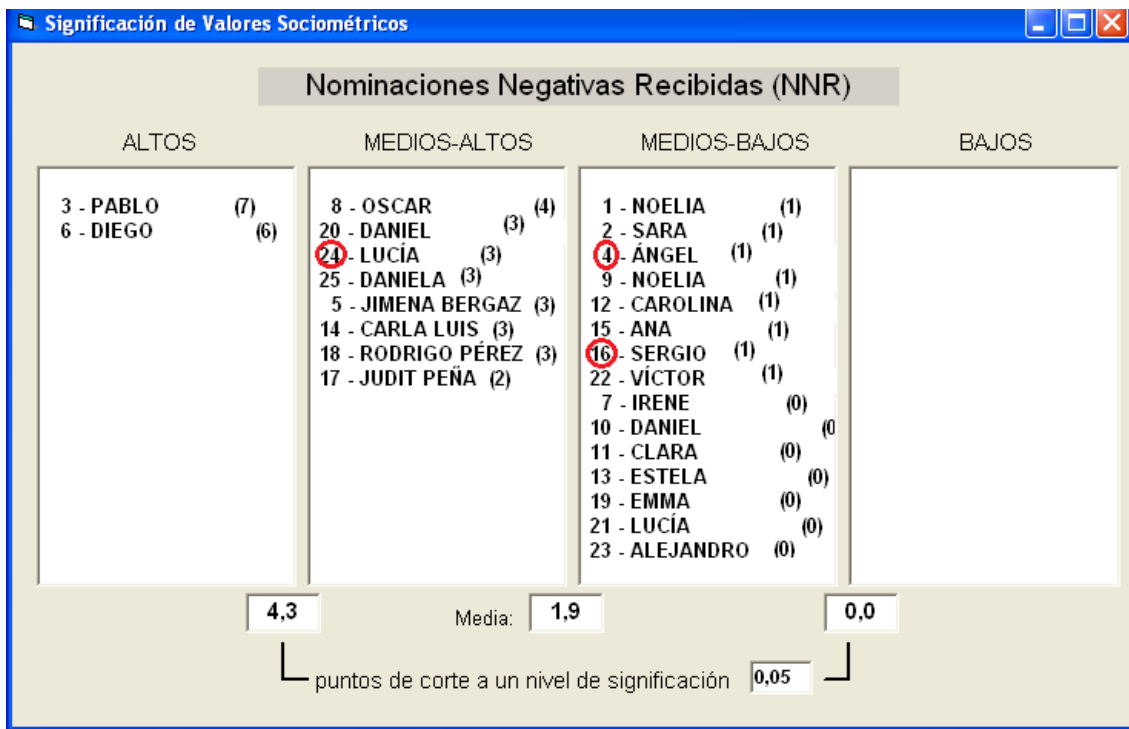 Significación de Valores Sociométricos
Nominaciones Negativas Recibidas (NNR)
ALTOS
3 - PABLO (7)
6 - DIEGO (6)
MEDIOS-ALTOS
8 - OSCAR (4)
20 - DANIEL (3)
24 - LUCÍA (3)
25 - DANIELA (3)
5 - JIMENA BERGAZ (3)
14 - CARLA LUIS (3)
18 - RODRIGO PÉREZ (3)
17 - JUDIT PEÑA (2)
MEDIOS-BAJOS
1 - NOELIA (1)
2 - SARA (1)
4 - ÁNGEL (1)
9 - NOELIA (1)
12 - CAROLINA (1)
15 - ANA (1)
16 - SERGIO (1)
22 - VÍCTOR (1)
7 - IRENE (0)
10 - DANIEL (0
11 - CLARA (0)
13 - ESTELA (0)
19 - EMMA (0)
21 - LUCÍA (0)
23 - ALEJANDRO (0)
BAJOS
4,3
Media: 1,9
0,0
puntos de corte a un nivel de significación 0,05